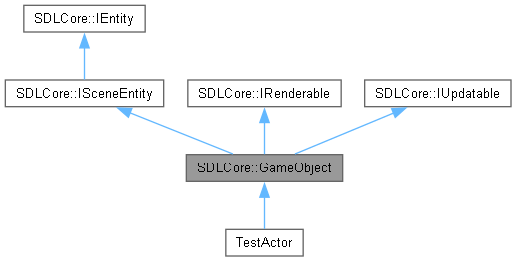 SDLCore::IEntity
SDLCore::ISceneEntity
SDLCore::IRenderable
SDLCore::IUpdatable
SDLCore::GameObject
TestActor